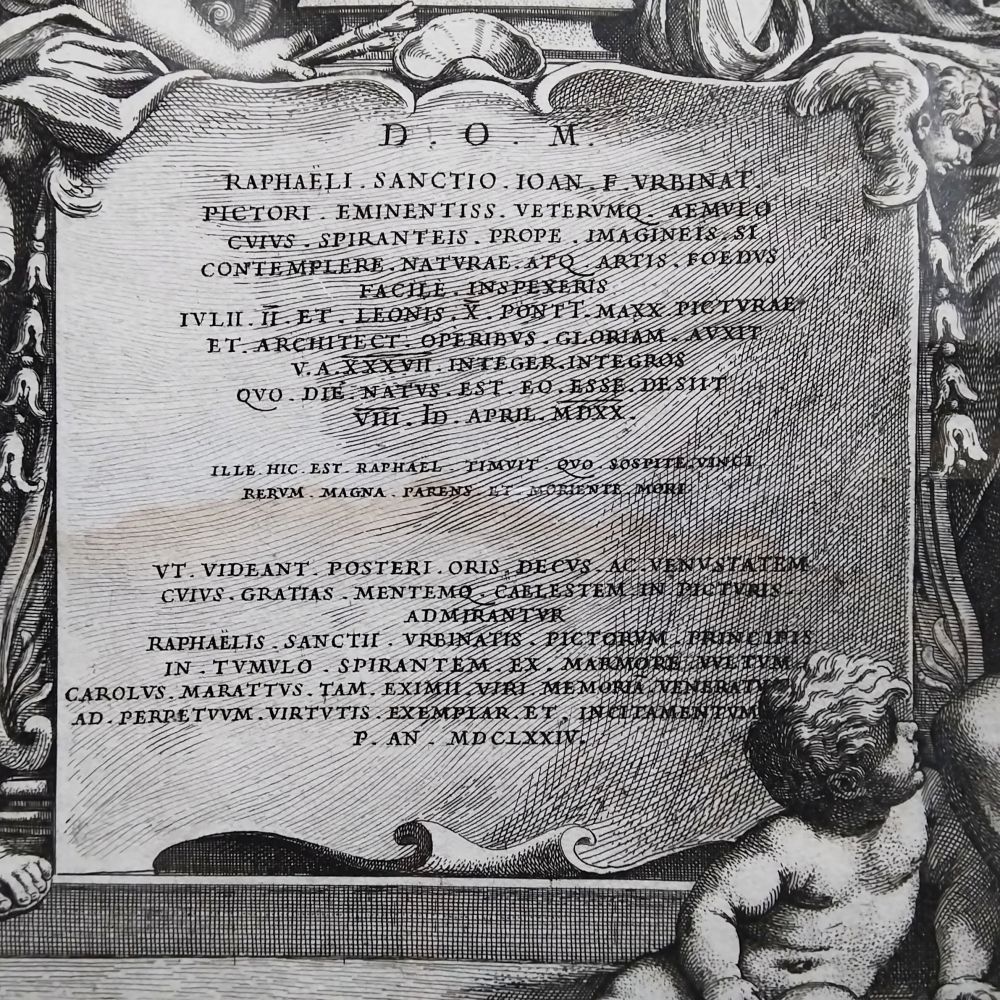 D . O . M .
RAPHAËLI . SANCTIO . IOAN . F . VRBINAT .
PICTORI . EMINENTISS . VETERVMQ . AEMVLO
CVIVS . SPIRANTEIS . PROPE . IMAGINEIS . SI
CONTEMPLERE . NATVRAE . ATQ . ARTIS . FOEDVS
FACILE . INSPEXERIS
IVLII . II . ET . LEONIS . X . PONTT . MAXX . PICTVRAE
ET . ARCHITECT . OPERIBVS . GLORIAM . AVXIT
V . A . XXXVII . INTEGER . INTEGROS
QVO . DIE . NATVS . EST . EO . ESSE . DESIIT
VIII . ID . APRIL . MDXX .
ILLE . HIC . EST . RAPHAËL . TIMVIT . QVO . SOSPITE . VINCI
RERVM . MAGNA . PARENS . ET . MORIENTE . MORI
VT . VIDEANT . POSTERI . ORIS . DECVS . AC . VENVSTATEM
CVIVS . GRATIAS . MENTEMQ . CAELESTEM . IN . PICTVRIS .
ADMIRANTVR
RAPHAËLIS . SANCTII . VRBINATIS . PICTORVM . PRINCIPIS
IN . TVMVLO . SPIRANTEM . EX . MARMORE . VVLTVM
CAROLVS . MARATTVS . TAM . EXIMII . VIRI . MEMORIÃ . VENERATV
AD . PERPETVVM . VIRTVTIS . EXEMPLAR . ET . INCITAMENTVM
P . AN . MDCLXXIV .